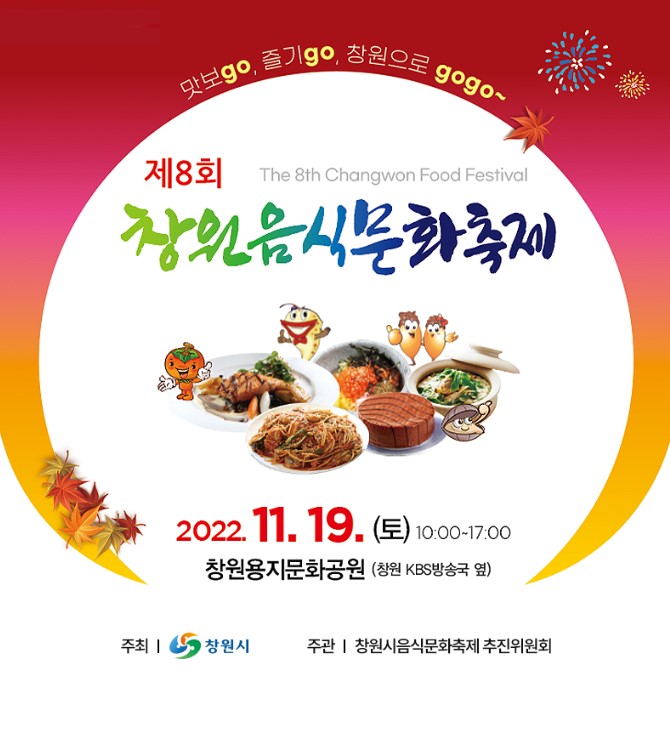 맛보go, 즐기go, 창원으로 gogo~
제8회 The 8th Changwon Food Festival
창원음식문화축제
2022. 11. 19. (토) 10:00~17:00
창원용지문화공원 (창원 KBS방송국 옆)
주최 | 창원시 주관 | 창원시음식문화축제 추진위원회